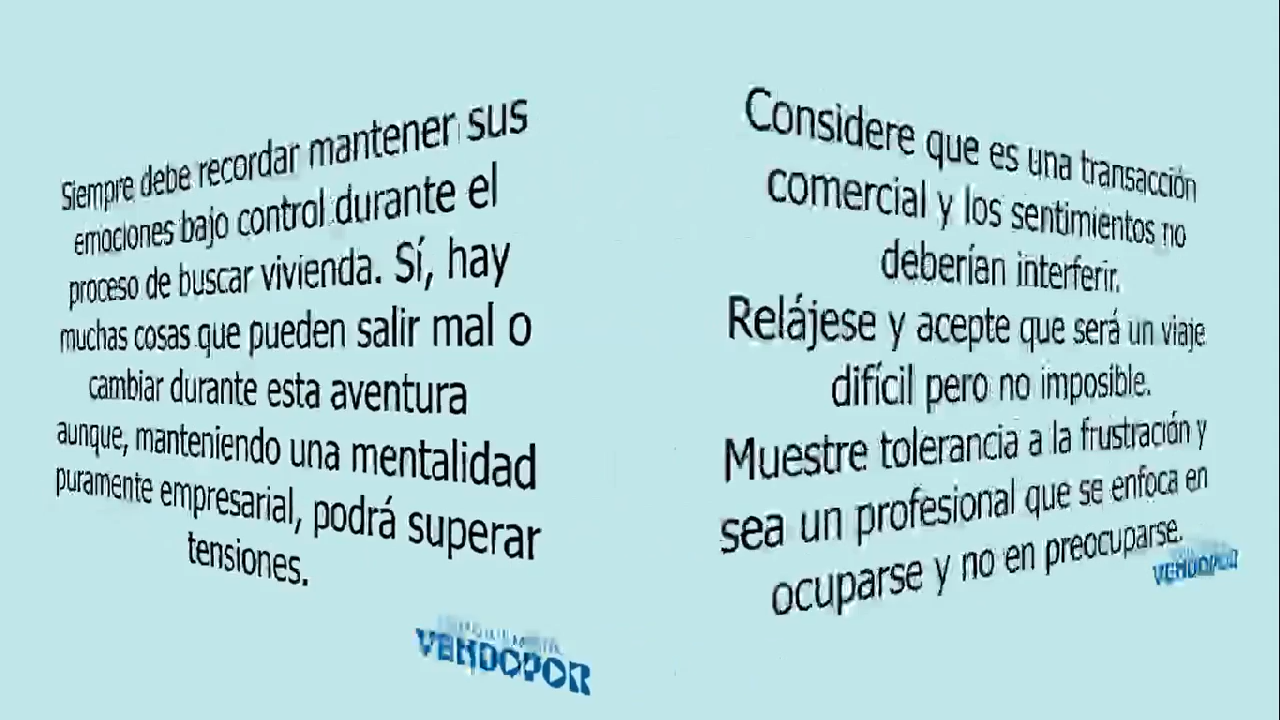 Siempre debe recordar mantener sus
emociones bajo control durante el
proceso de buscar vivienda. Sí, hay
muchas cosas que pueden salir mal o
cambiar durante esta aventura
aunque, manteniendo una mentalidad
puramente empresarial, podrá superar
tensiones.
VENDOPOR
Considere que es una transacción
comercial y los sentimientos no
deberían interferir.
Relájese y acepte que será un viaje
difícil pero no imposible.
Muestre tolerancia a la frustración y
sea un profesional que se enfoca en
ocuparse y no en preocuparse.
VENDOPOR